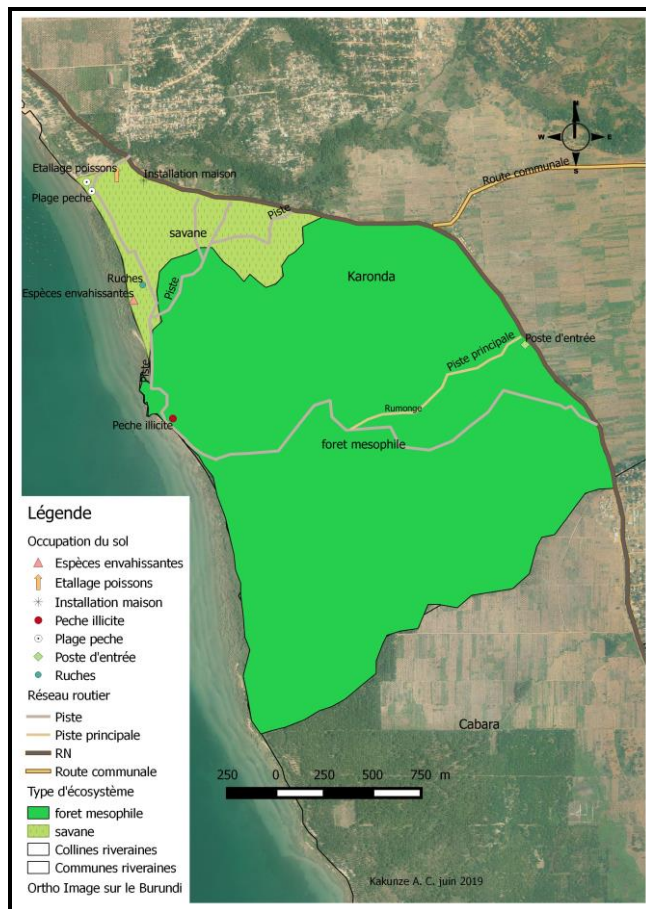 N
W E
S
Route communale
Etallage poissons
Installation maison
Plage peche
Piste
savane
Karonda
Ruches
Piste
Espèces envahissantes
Poste d'entrée
Piste principale
Piste
Rumonge
Peche illicite
foret mesophile
Légende
Occupation du sol
Espèces envahissantes
Etallage poissons
Installation maison
Peche illicite
Plage peche
Poste d'entrée
Ruches
Réseau routier
Piste
Piste principale
RN
Route communale
Type d'écosystème
foret mesophile
savane
Collines riveraines
Communes riveraines
Ortho Image sur le Burundi
Cabara
250 0 250 500 750 m
Kakunze A. C. juin 2019